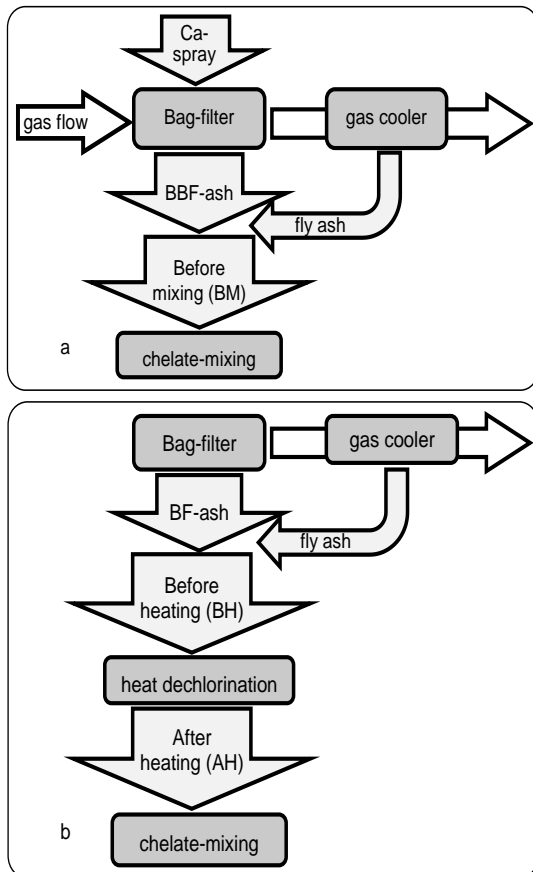 Ca-
spray
gas flow
Bag-filter
gas cooler
BBF-ash
fly ash
Before
mixing (BM)
a
chelate-mixing
Bag-filter
gas cooler
BF-ash
fly ash
Before
heating (BH)
heat dechlorination
After
heating (AH)
b
chelate-mixing